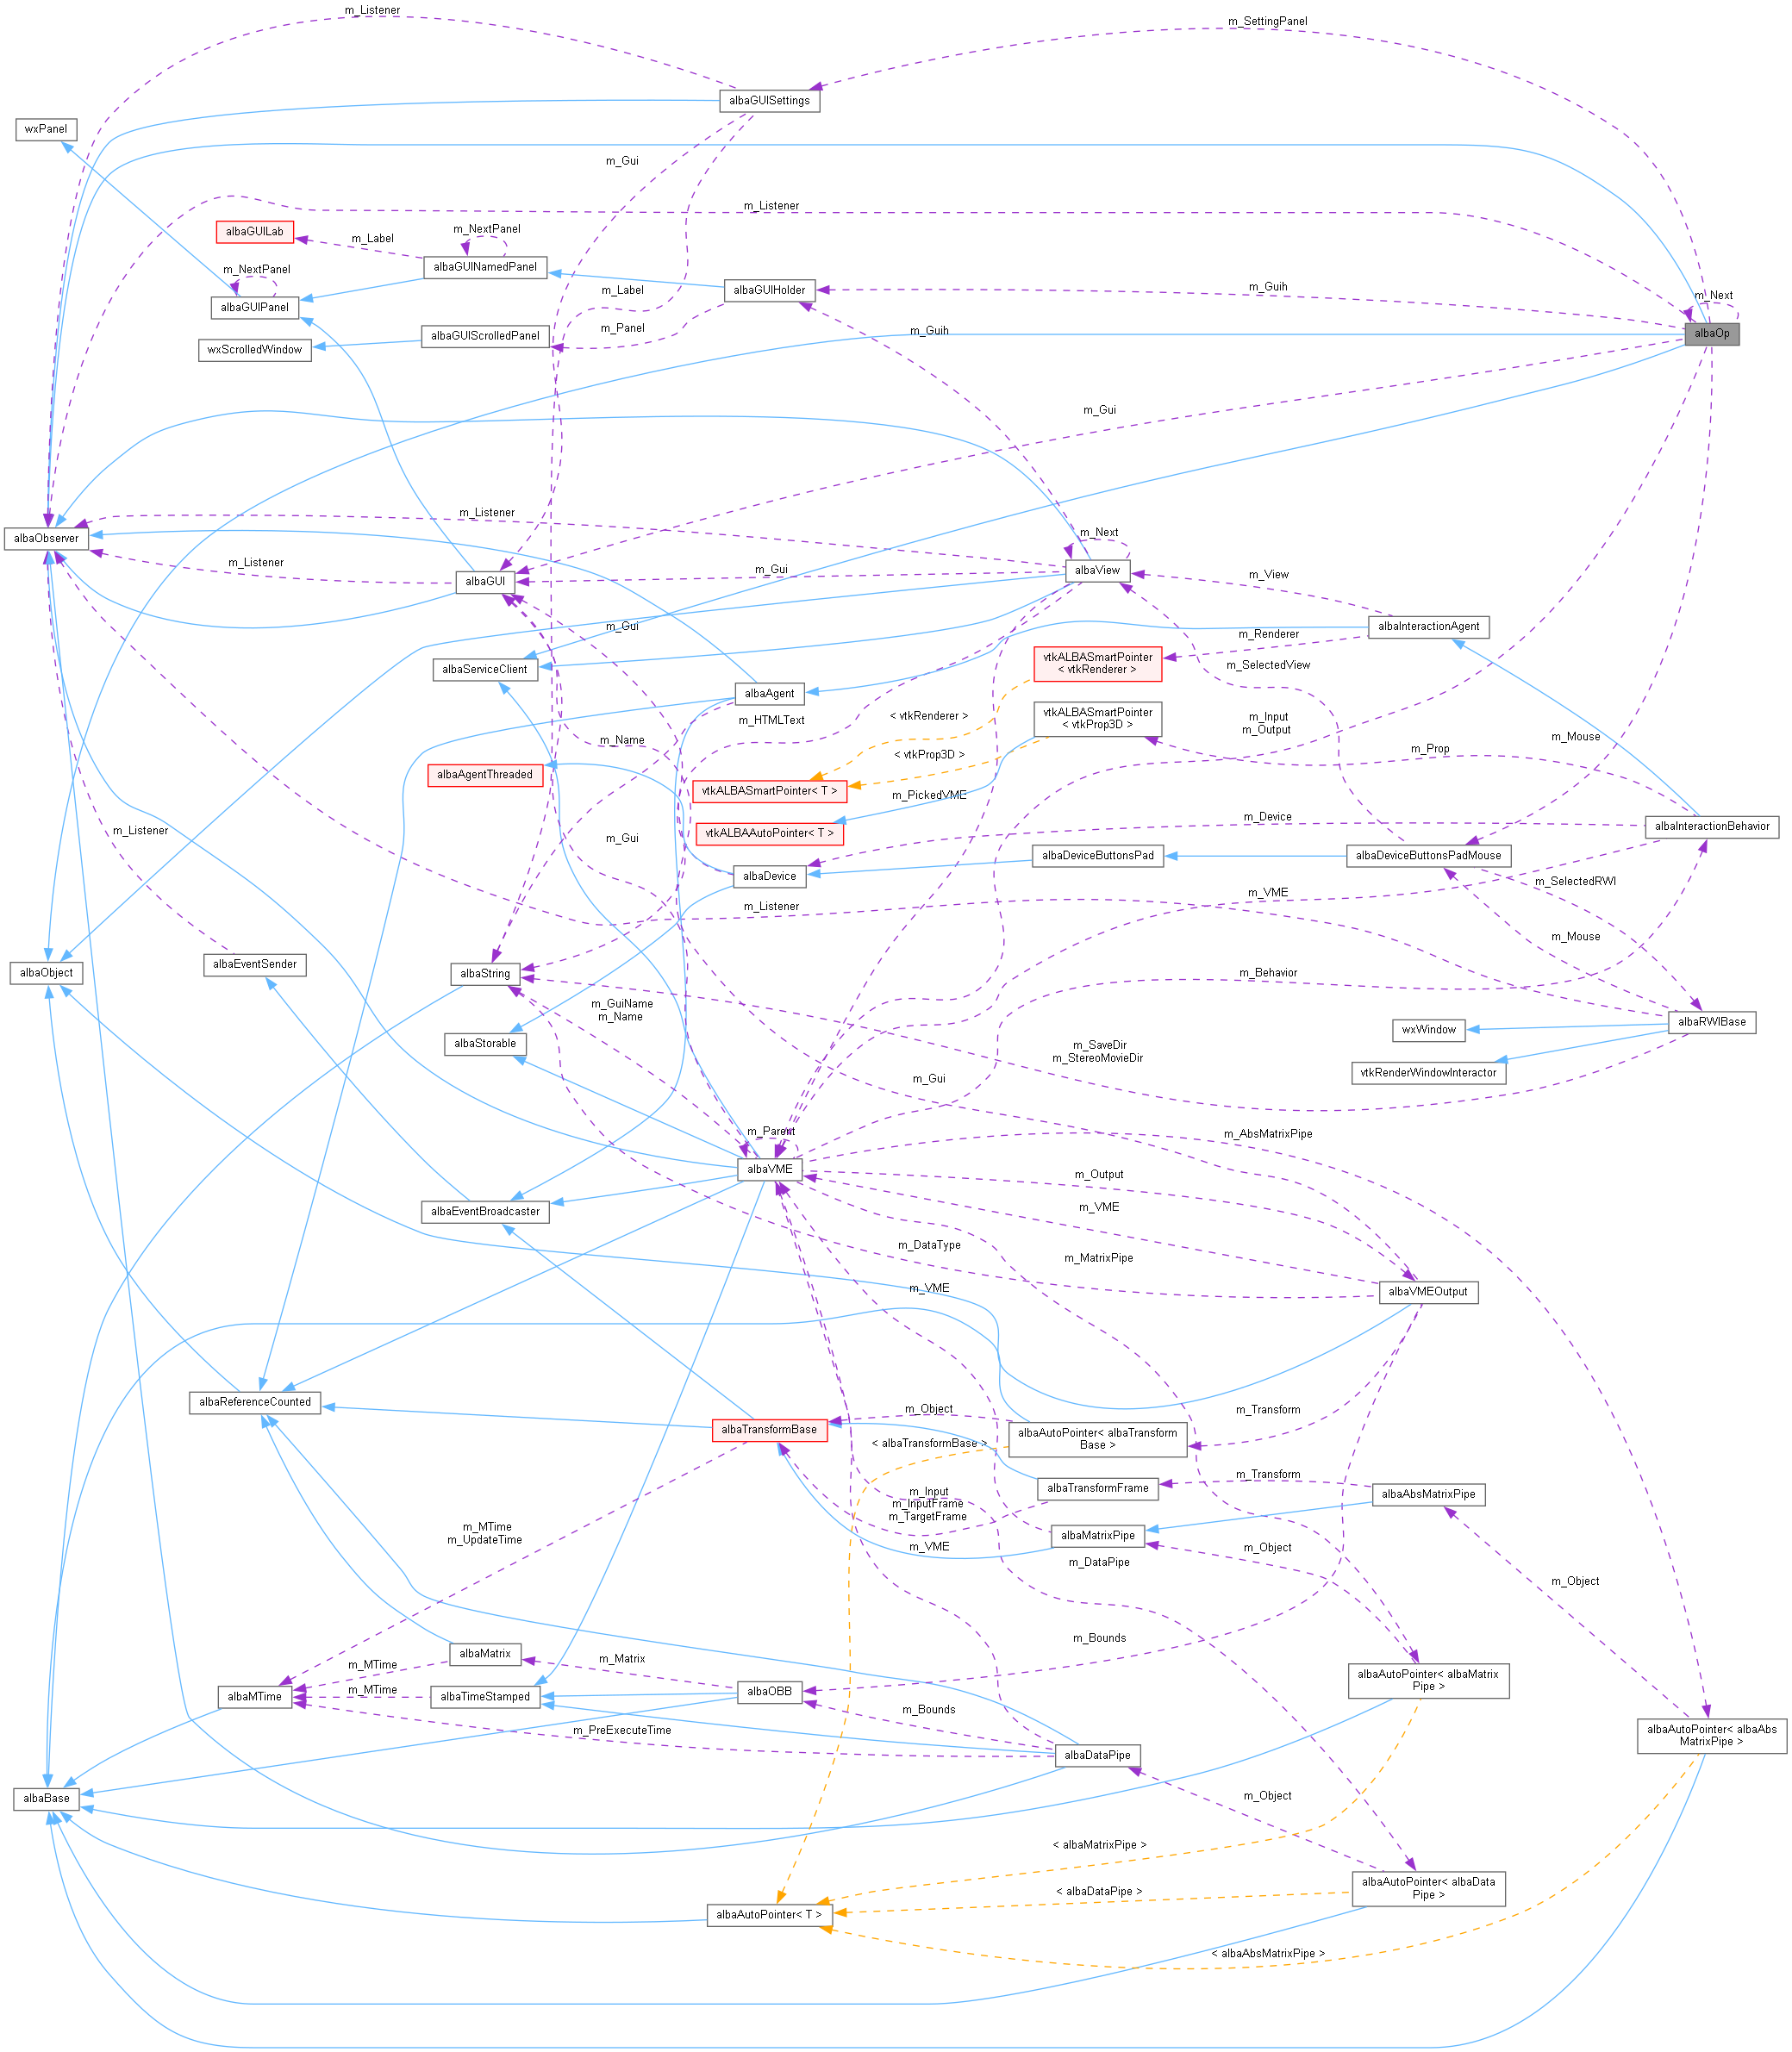 m_Listener
m_SettingPanel
albaGUISettings
wxPanel
m_Gui
m_Listener
albaGUILab
m_Label
m_NextPanel
albaGUINamedPanel
m_NextPanel
albaGUIPanel
m_Label
albaGUIHolder
m_Guih
m_Next
m_Panel
m_Guih
albaOp
albaGUIScrolledPanel
wxScrolledWindow
m_Gui
m_Listener
albaObserver
m_Next
m_Listener
albaGUI
m_Gui
albaView
m_View
m_Gui
albaInteractionAgent
m_Renderer
albaServiceClient
vtkALBASmartPointer
< vtkRenderer >
m_SelectedView
albaAgent
m_HTMLText
< vtkRenderer >
vtkALBASmartPointer
< vtkProp3D >
m_Input
m_Output
m_Name
< vtkProp3D >
m_Prop
m_Mouse
albaAgentThreaded
vtkALBASmartPointer< T >
m_PickedVME
m_Listener
m_Gui
vtkALBAAutoPointer< T >
m_Device
albaInteractionBehavior
albaDeviceButtonsPad
albaDeviceButtonsPadMouse
albaDevice
m_SelectedRWI
m_Listener
m_VME
m_Mouse
albaEventSender
albaObject
albaString
m_Behavior
m_GuiName
m_Name
albaRWIBase
wxWindow
albaStorable
m_SaveDir
m_StereoMovieDir
vtkRenderWindowInteractor
m_Gui
m_Parent
m_AbsMatrixPipe
albaVME
m_Output
albaEventBroadcaster
m_VME
m_DataType
m_MatrixPipe
m_VME
albaVMEOutput
albaReferenceCounted
m_Object
m_Transform
albaTransformBase
albaAutoPointer< albaTransform
Base >
< albaTransformBase >
m_Transform
albaTransformFrame
albaAbsMatrixPipe
m_Input
m_InputFrame
m_TargetFrame
m_MTime
m_UpdateTime
albaMatrixPipe
m_VME
m_Object
m_DataPipe
m_Object
m_Bounds
albaMatrix
m_Matrix
m_MTime
albaAutoPointer< albaMatrix
Pipe >
albaMTime
m_MTime
albaTimeStamped
albaOBB
m_Bounds
m_PreExecuteTime
albaAutoPointer< albaAbs
MatrixPipe >
albaDataPipe
albaBase
m_Object
< albaMatrixPipe >
albaAutoPointer< albaData
Pipe >
< albaDataPipe >
albaAutoPointer< T >
< albaAbsMatrixPipe >